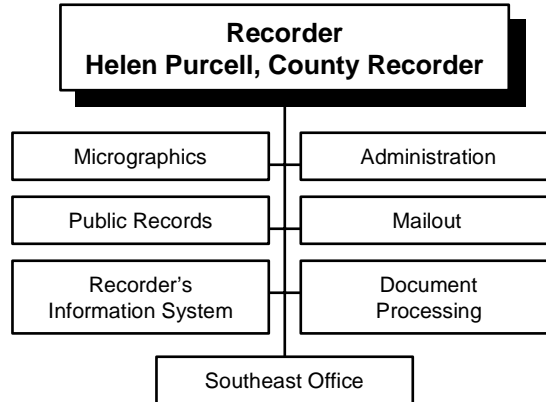 Recorder
Helen Purcell, County Recorder
Micrographics
Administration
Public Records
Mailout
Recorder’s
Information System
Document
Processing
Southeast Office